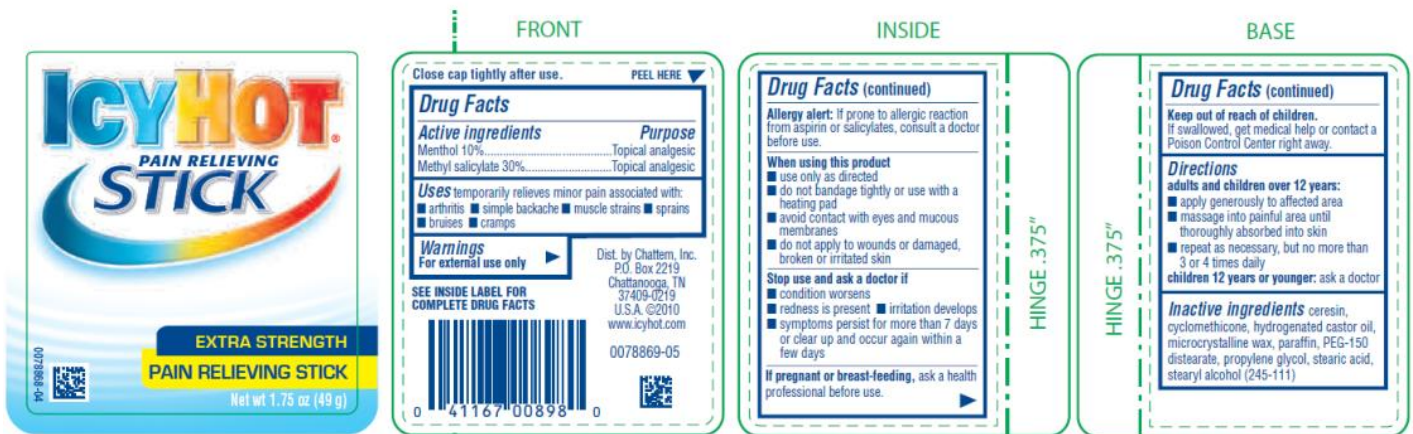 ICYHOT®
PAIN RELIEVING
STICK
EXTRA STRENGTH
PAIN RELIEVING STICK
Net wt 1.75 oz (49 g)
0078868-04
FRONT
Close cap tightly after use. PEEL HERE
Drug Facts
Active ingredients Purpose
Menthol 10%..............................Topical analgesic
Methyl salicylate 30%...........................Topical analgesic
Uses temporarily relieves minor pain associated with:
■ arthritis ■ simple backache ■ muscle strains ■ sprains
■ bruises ■ cramps
Warnings
For external use only
SEE INSIDE LABEL FOR
COMPLETE DRUG FACTS
Dist. by Chattem, Inc.
P.O. Box 2219
Chattanooga, TN
37409-0219
U.S.A. ©2010
www.icyhot.com
0078869-05
0 41167 00898 0
INSIDE
Drug Facts (continued)
Allergy alert: If prone to allergic reaction
from aspirin or salicylates, consult a doctor
before use.
When using this product
■ use only as directed
■ do not bandage tightly or use with a
heating pad
■ avoid contact with eyes and mucous
membranes
■ do not apply to wounds or damaged,
broken or irritated skin
Stop use and ask a doctor if
■ condition worsens
■ redness is present ■ irritation develops
■ symptoms persist for more than 7 days
or clear up and occur again within a
few days
If pregnant or breast-feeding, ask a health
professional before use.
HINGE .375"
HINGE .375"
BASE
Drug Facts (continued)
Keep out of reach of children.
If swallowed, get medical help or contact a
Poison Control Center right away.
Directions
adults and children over 12 years:
■ apply generously to affected area
■ massage into painful area until
thoroughly absorbed into skin
■ repeat as necessary, but no more than
3 or 4 times daily
children 12 years or younger: ask a doctor
Inactive ingredients ceresin,
cyclomethicone, hydrogenated castor oil,
microcrystalline wax, paraffin, PEG-150
distearate, propylene glycol, stearic acid,
stearyl alcohol (245-111)